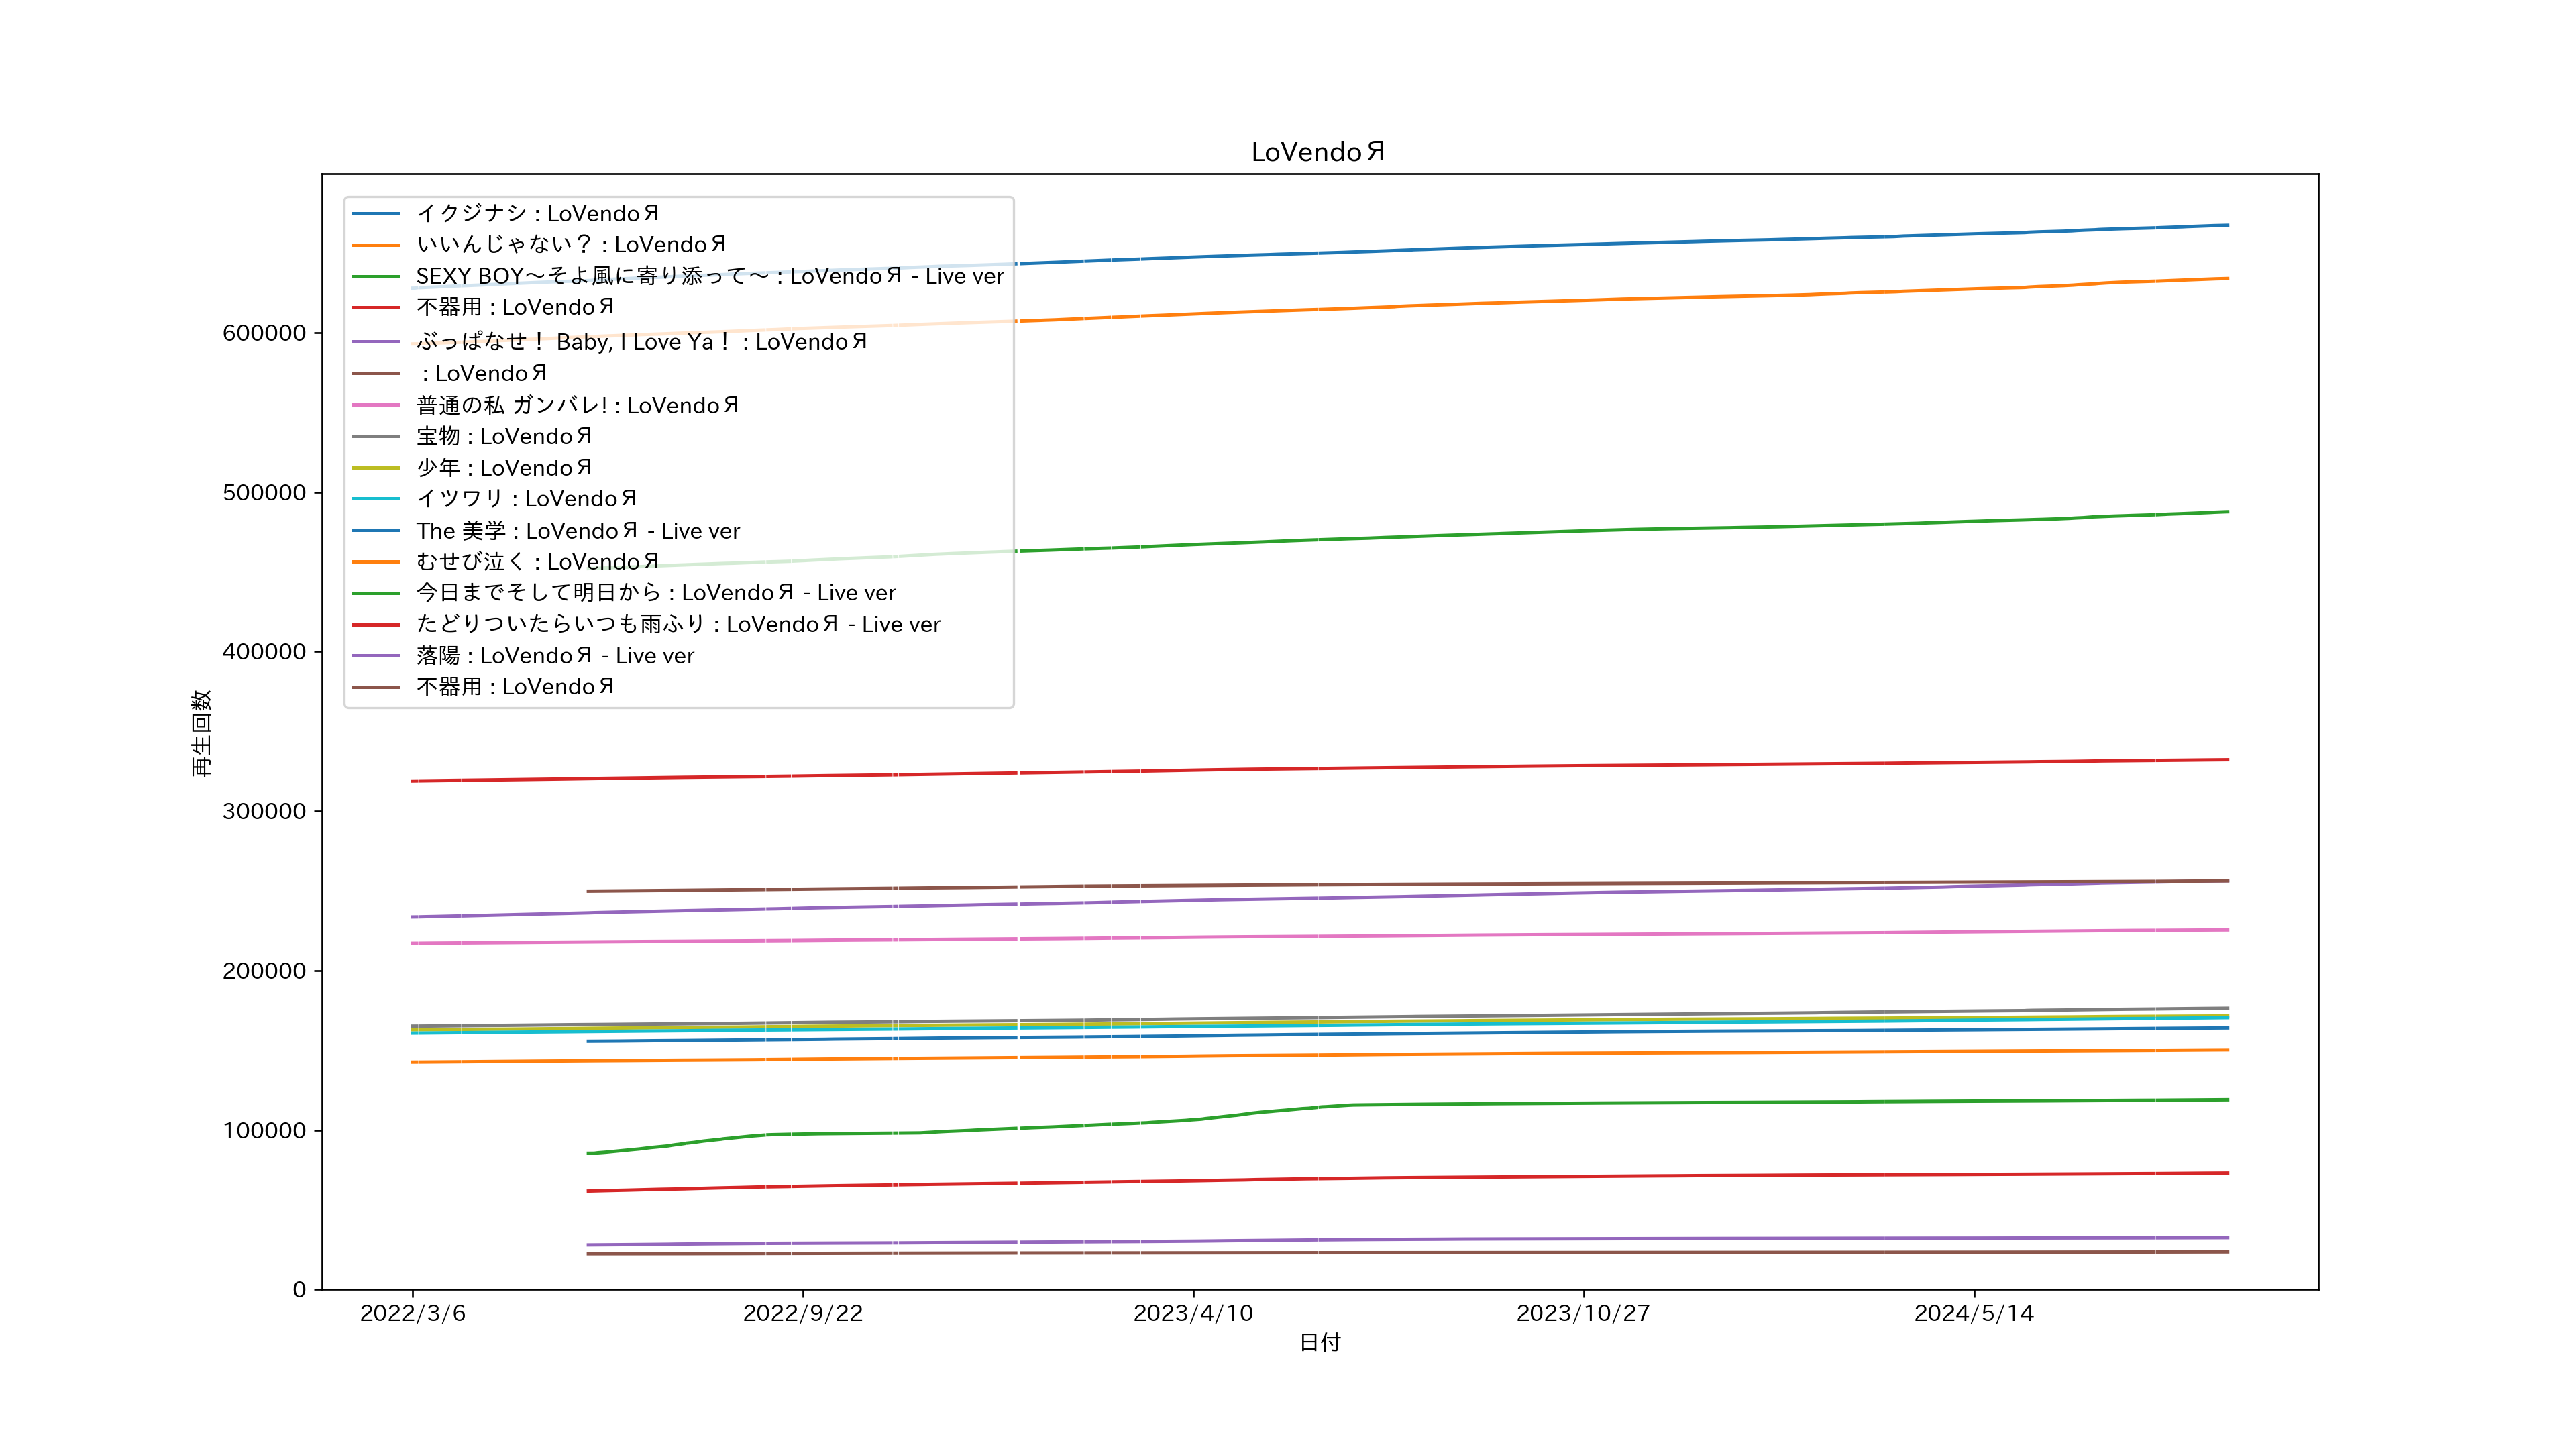 LoVendoЯ
イクジナシ : LoVendoЯ
いいんじゃない？ : LoVendoЯ
SEXY BOY～そよ風に寄り添って～ : LoVendoЯ - Live ver
不器用 : LoVendoЯ
ぶっぱなせ！ Baby, I Love Ya！ : LoVendoЯ
: LoVendoЯ
普通の私 ガンバレ! : LoVendoЯ
宝物 : LoVendoЯ
少年 : LoVendoЯ
イツワリ : LoVendoЯ
The 美学 : LoVendoЯ - Live ver
むせび泣く : LoVendoЯ
今日までそして明日から : LoVendoЯ - Live ver
たどりついたらいつも雨ふり : LoVendoЯ - Live ver
落陽 : LoVendoЯ - Live ver
不器用 : LoVendoЯ
再生回数
600000
500000
400000
300000
200000
100000
0
2022/3/6
2022/9/22
2023/4/10
2023/10/27
2024/5/14
日付